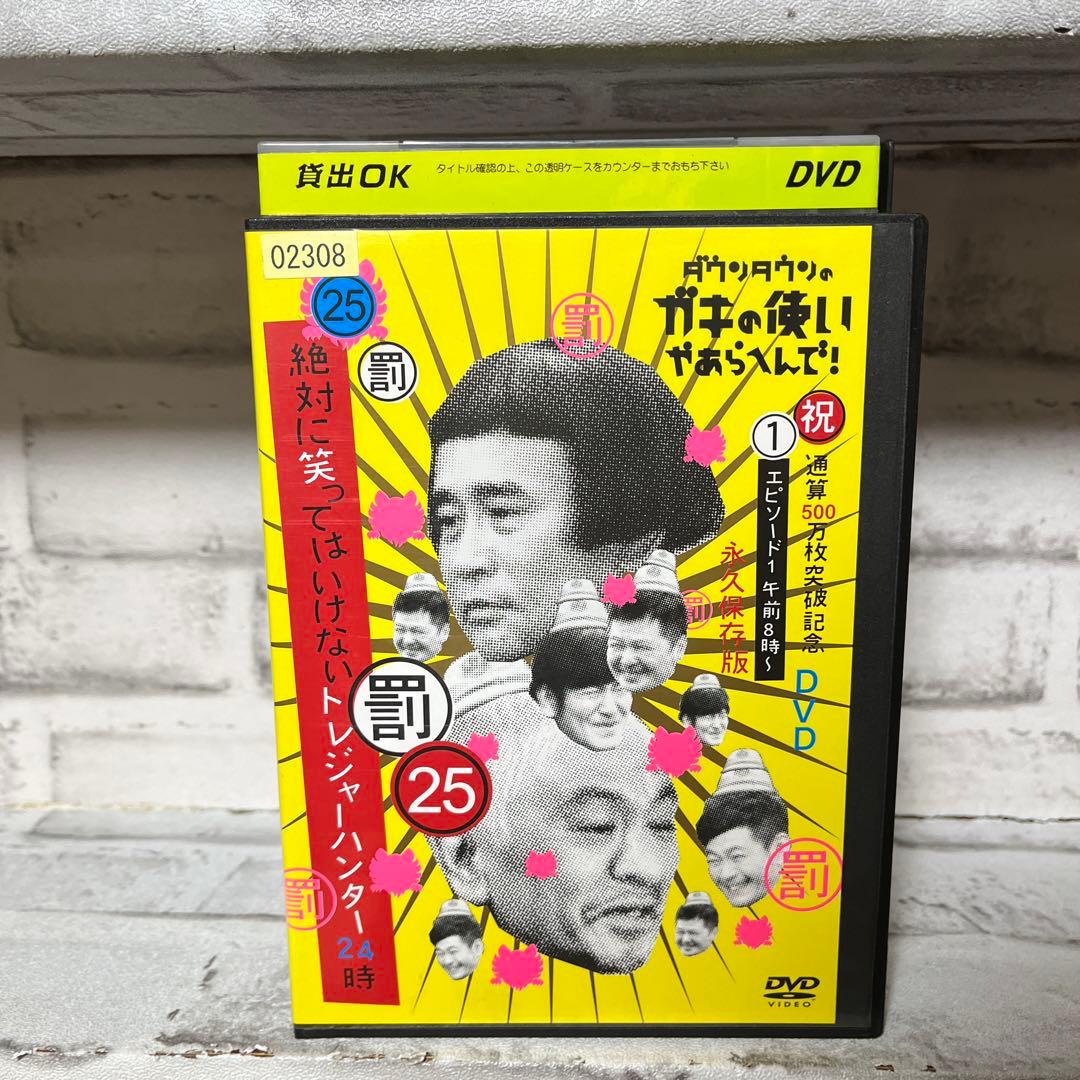 貸出OK
タイトル確認の上、この透明ケースをカウンターまでおもち下さい
DVD
02308
25
罰
絶対に笑ってはいけないトレジャーハンター24時
罰
ダウンタウンの
ガキの使い
やあらへんで!
祝
通算500万枚突破記念DVD
1
エピソード1 午前8時〜
永久保存版
罰
罰
25
罰
罰
DVD
VIDEO